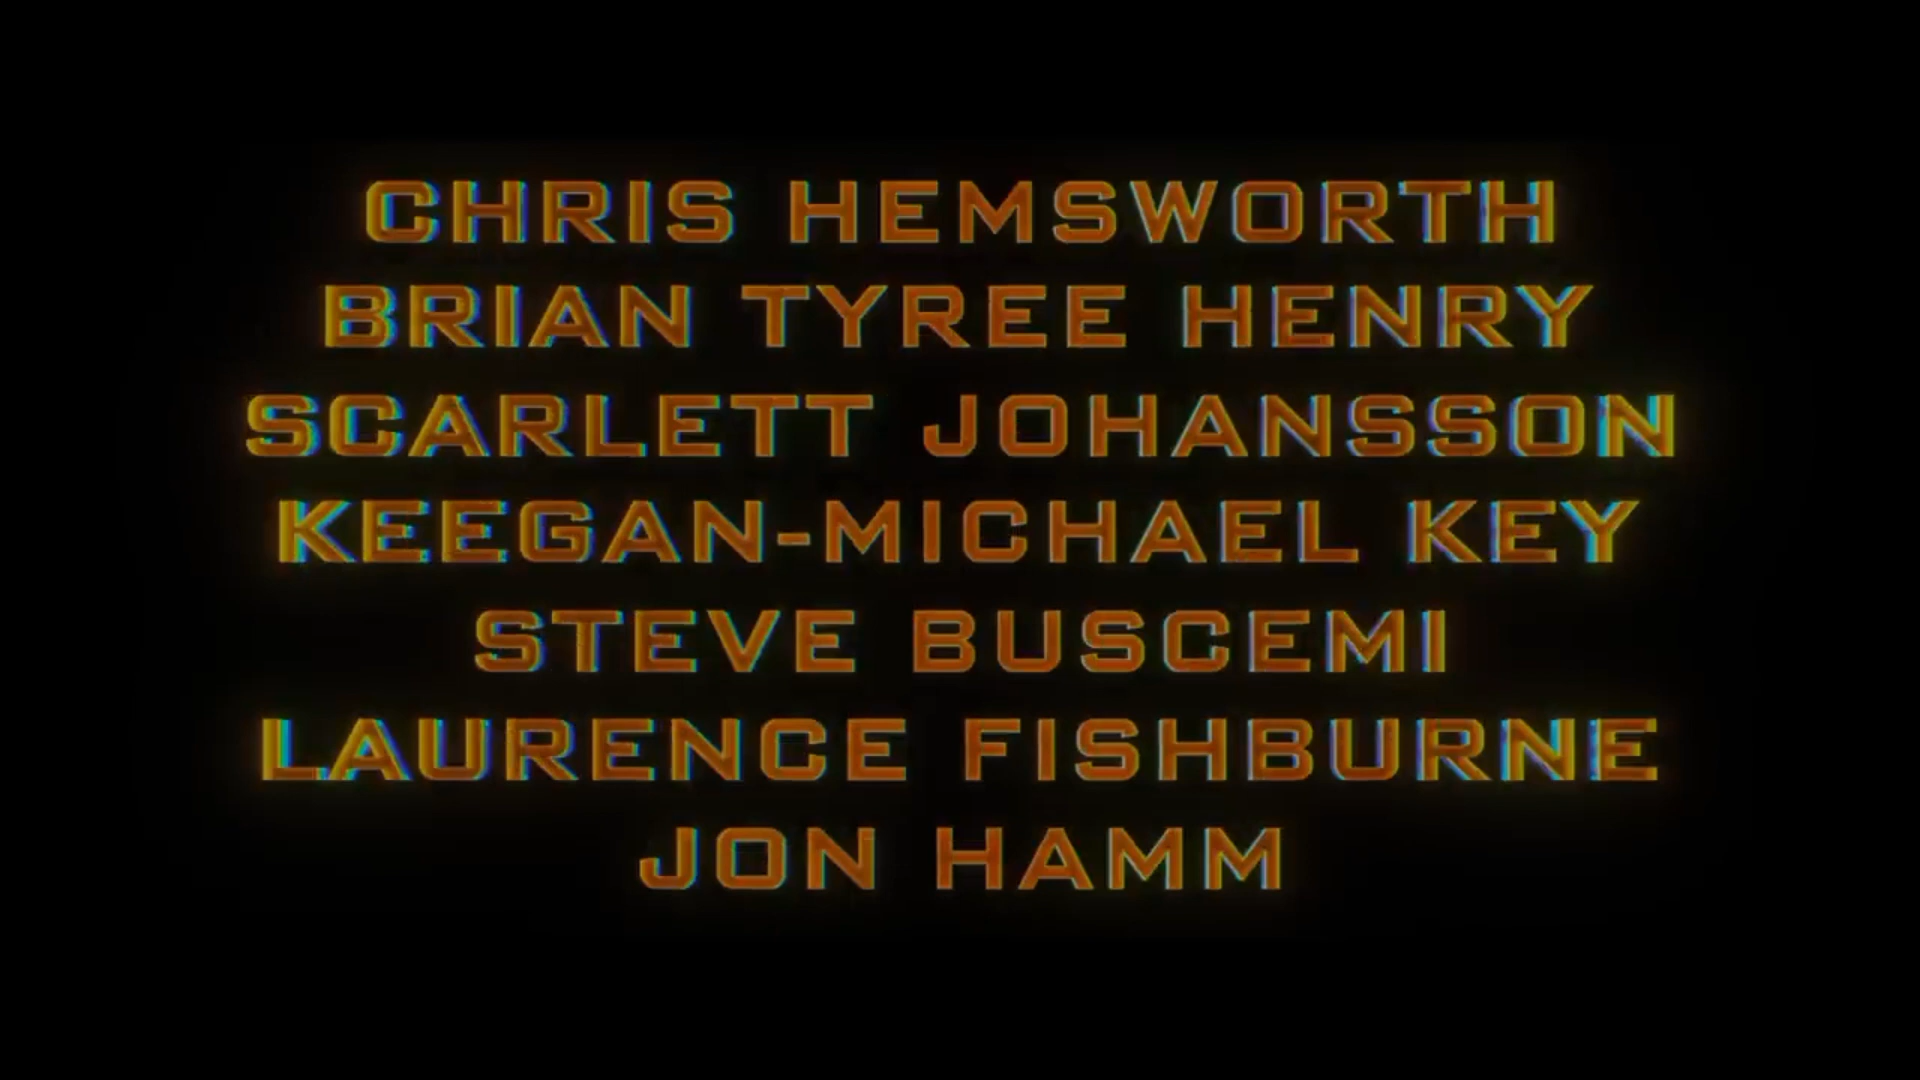 CHRIS HEMSWORTH
BRIAN TYREE HENRY
SCARLETT JOHANSSON
KEEGAN-MICHAEL KEY
STEVE BUSCEMI
LAURENCE FISHBURNE
JON HAMM